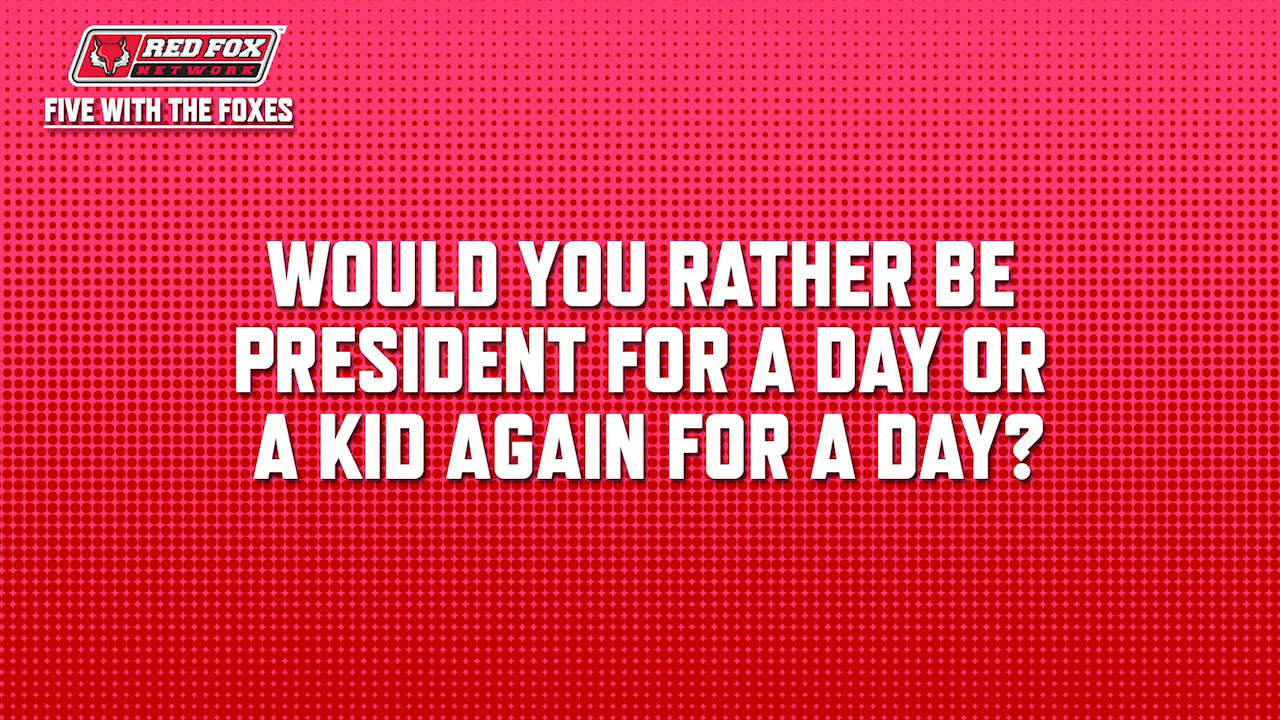 RED FOX
NETWORK
FIVE WITH THE FOXES
WOULD YOU RATHER BE
PRESIDENT FOR A DAY OR
A KID AGAIN FOR A DAY?